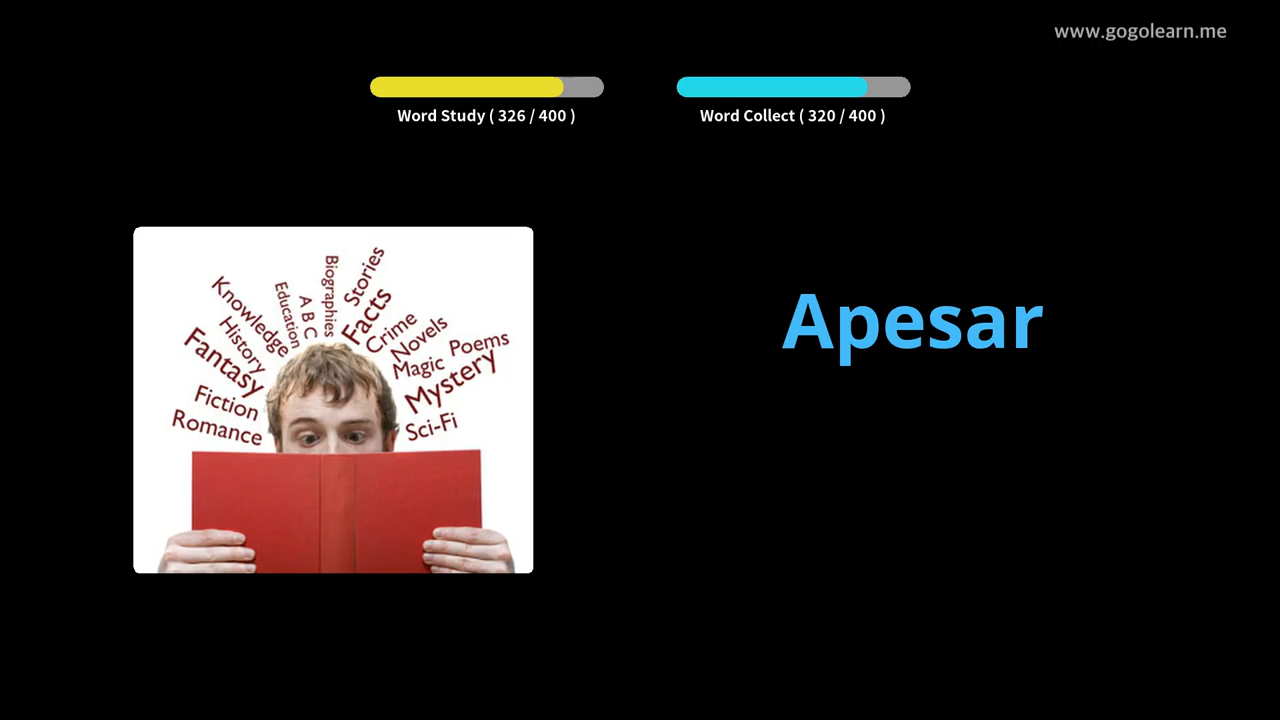 www.gogolearn.me
Word Study ( 326 / 400 )
Word Collect ( 320 / 400 )
Apesar
Stories
Biographies
Facts
Education
A B C
Knowledge
Crime
History
Novels
Poems
Fantasy
Magic
Mystery
Fiction
Sci-Fi
Romance